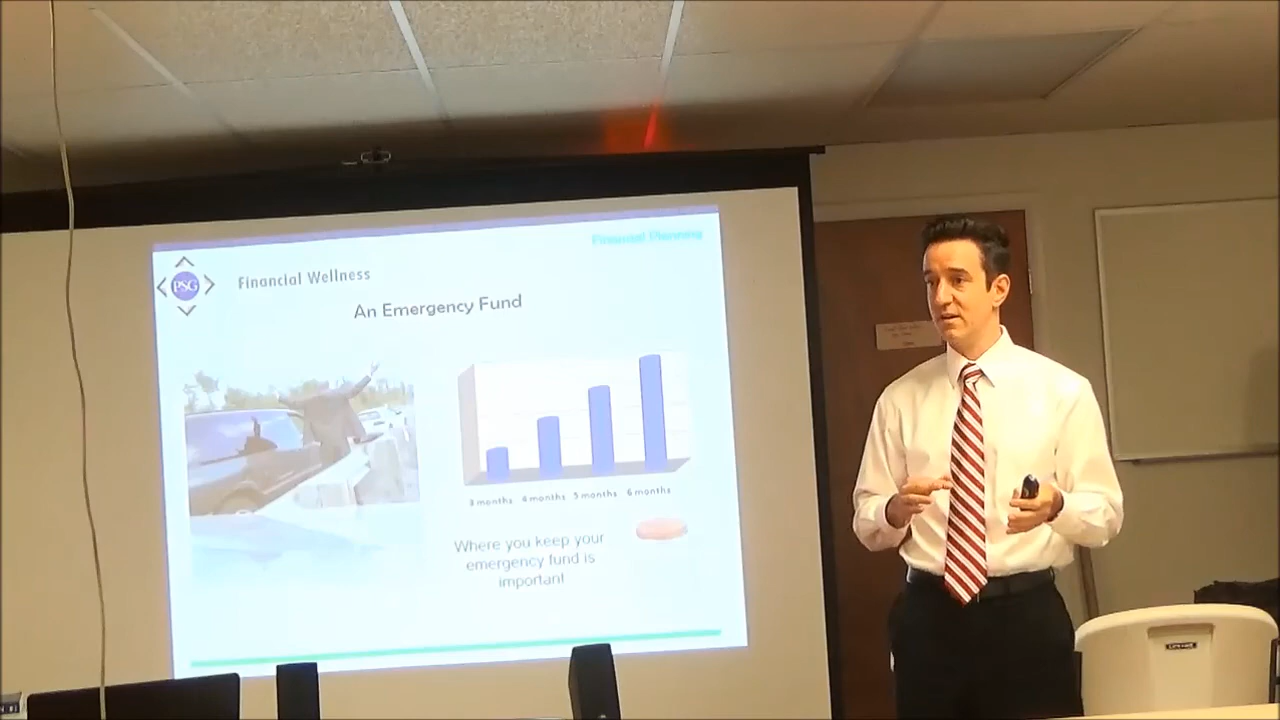 Financial Planning
PSG
Financial Wellness
An Emergency Fund
3 months 4 months 5 months 6 months
Where you keep your
emergency fund is
important!
LIFETIME